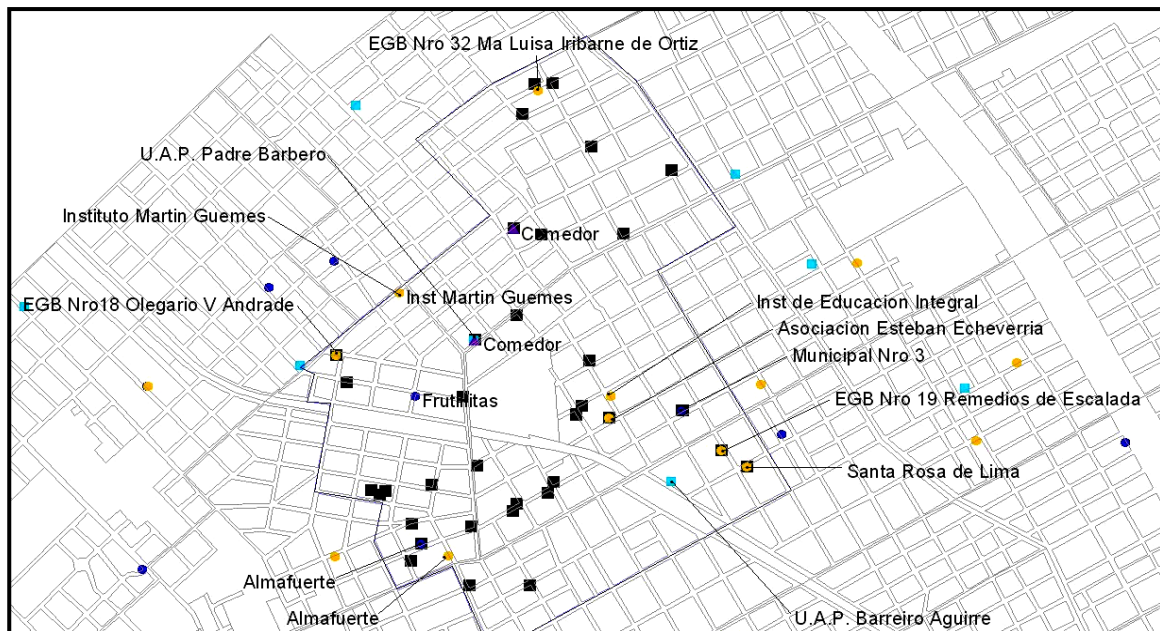 EGB Nro 32 Ma Luisa Iribarne de Ortiz
U.A.P. Padre Barbero
Instituto Martin Guemes
Comedor
EGB Nro18 Olegario V Andrade
Inst Martin Guemes
Inst de Educacion Integral
Asociacion Esteban Echeverria
Comedor
Municipal Nro 3
Frutillitas
EGB Nro 19 Remedios de Escalada
Santa Rosa de Lima
Almafuerte
Almafuerte
U.A.P. Barreiro Aguirre